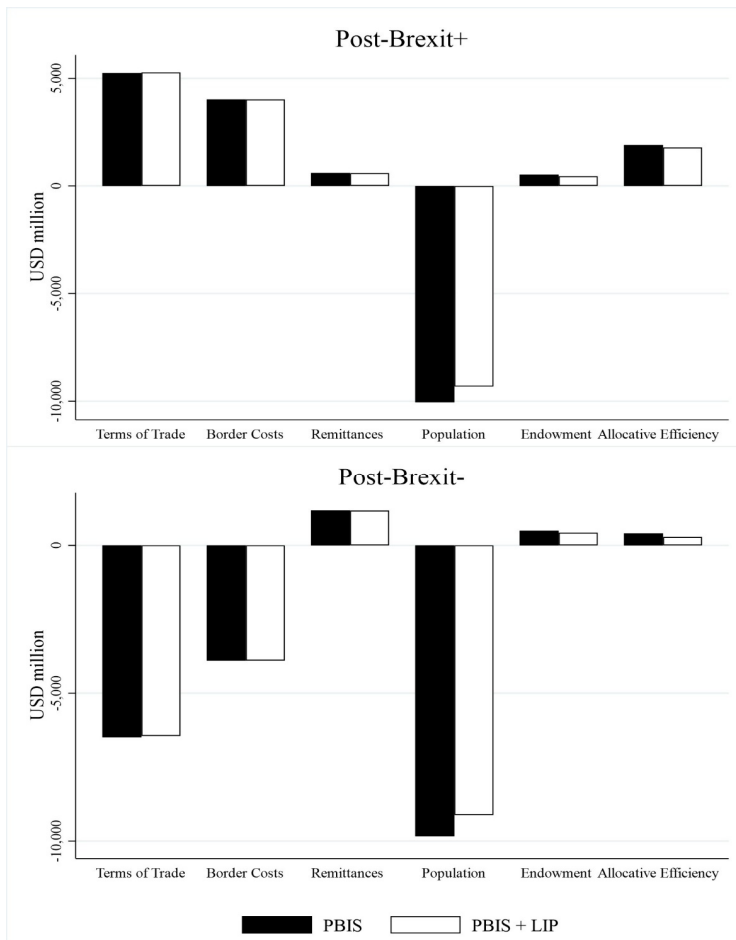 Post-Brexit+
USD million
5,000
0
-5,000
-10,000
Terms of Trade Border Costs Remittances Population Endowment Allocative Efficiency
Post-Brexit-
USD million
0
-5,000
-10,000
Terms of Trade Border Costs Remittances Population Endowment Allocative Efficiency
PBIS PBIS + LIP